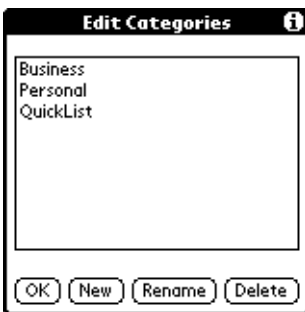 Edit Categories i
Business
Personal
QuickList
OK New Rename Delete